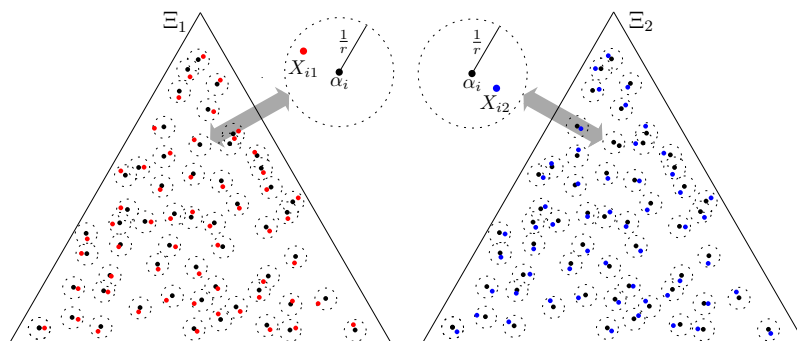 Ξ₁
1/r
X_{i1}
α_i
1/r
α_i
X_{i2}
Ξ₂